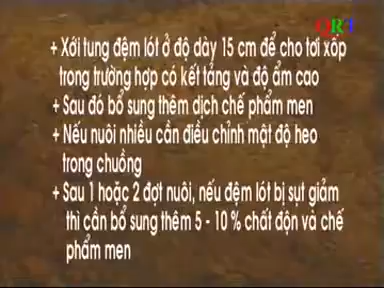 QRT
+ Xới tung đệm lót ở độ dày 15 cm để cho tơi xốp
trong trường hợp có kết tảng và độ ẩm cao
+ Sau đó bổ sung thêm dịch chế phẩm men
+ Nếu nuôi nhiều cần điều chỉnh mật độ heo
trong chuồng
+ Sau 1 hoặc 2 đợt nuôi, nếu đệm lót bị sụt giảm
thì cần bổ sung thêm 5 - 10 % chất độn và chế
phẩm men